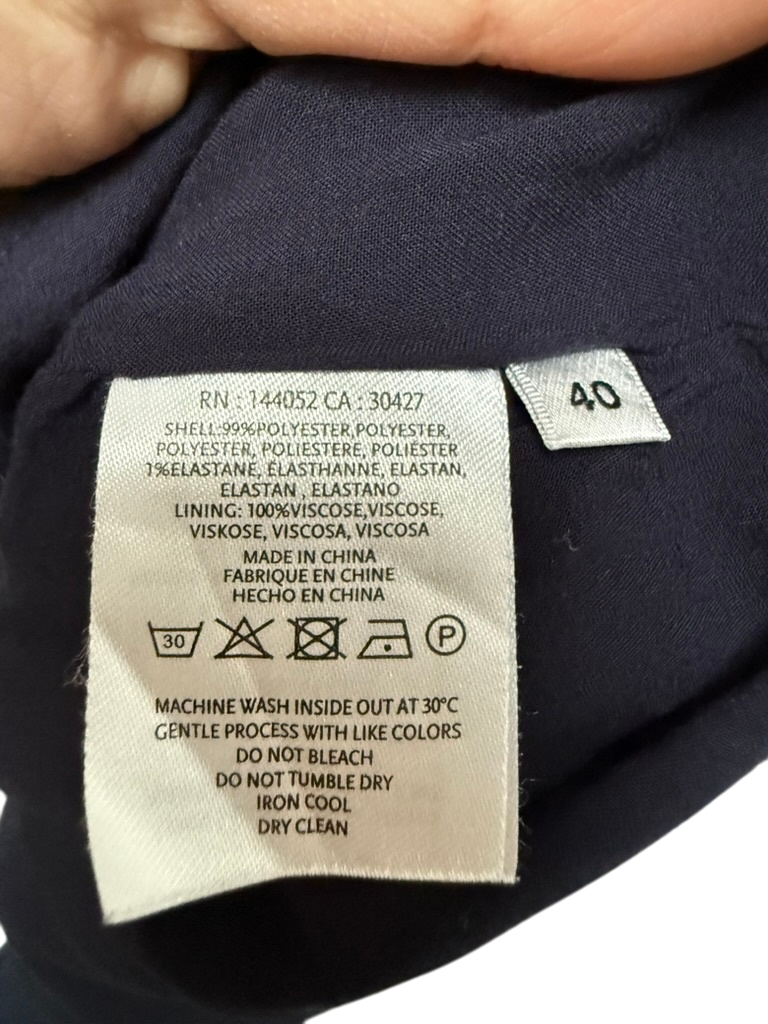 RN : 144052 CA : 30427
SHELL:99%POLYESTER,POLYESTER,
POLYESTER, POLIESTERE, POLIÉSTER
1%ELASTANE, ÉLASTHANNE, ELASTAN,
ELASTAN , ELASTANO
LINING: 100%VISCOSE,VISCOSE,
VISKOSE, VISCOSA, VISCOSA
MADE IN CHINA
FABRIQUE EN CHINE
HECHO EN CHINA
30
P
MACHINE WASH INSIDE OUT AT 30°C
GENTLE PROCESS WITH LIKE COLORS
DO NOT BLEACH
DO NOT TUMBLE DRY
IRON COOL
DRY CLEAN
40